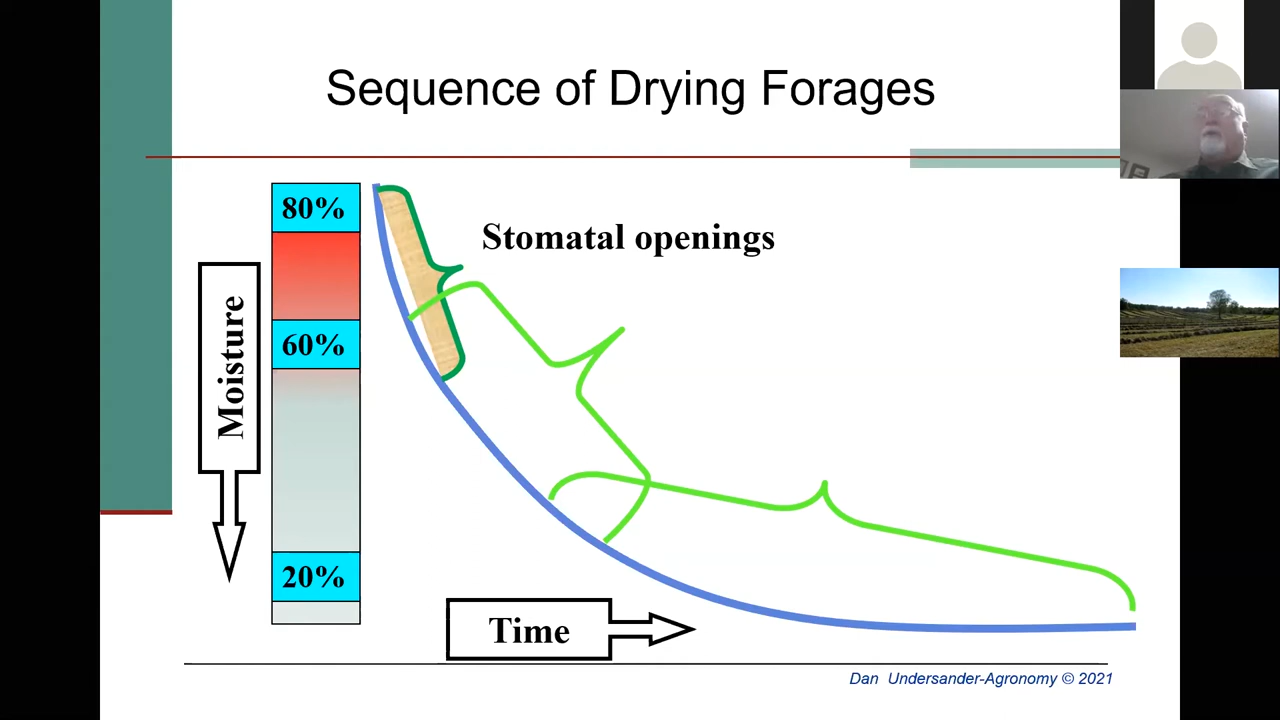 Sequence of Drying Forages
80%
Stomatal openings
Moisture
60%
20%
Time
Dan Undersander-Agronomy © 2021